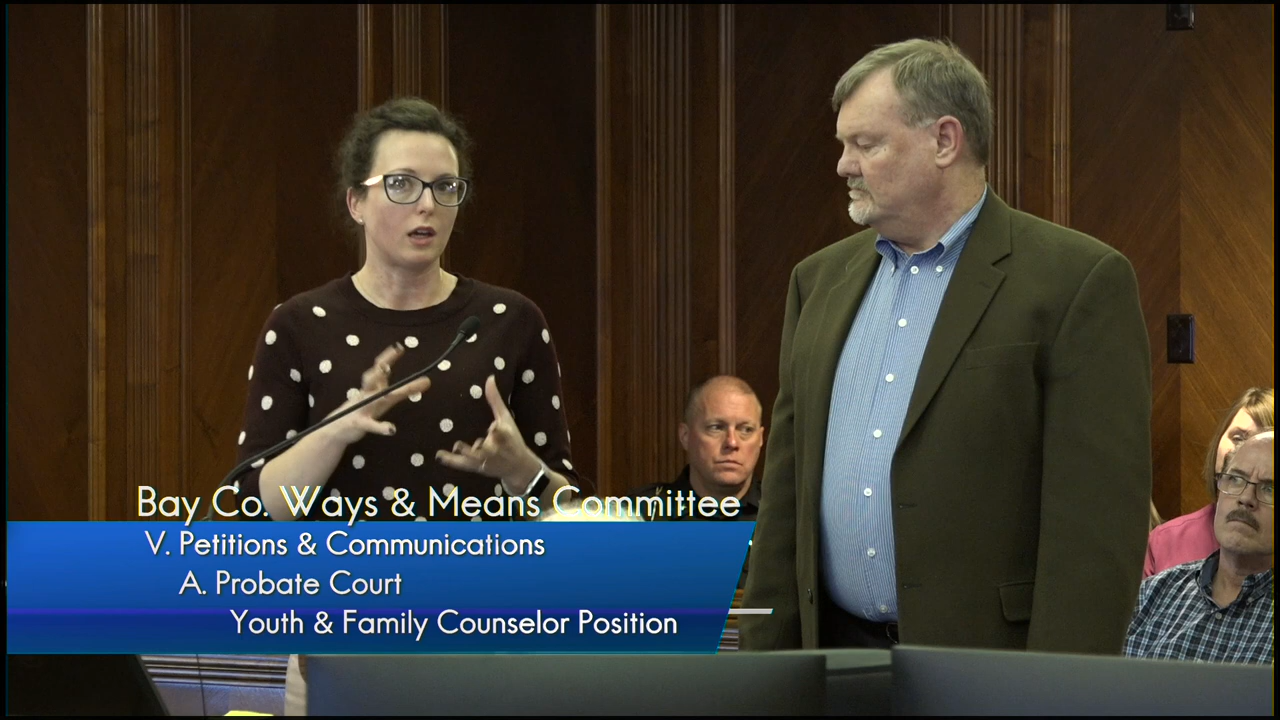 Bay Co. Ways & Means Committee
V. Petitions & Communications
A. Probate Court
Youth & Family Counselor Position